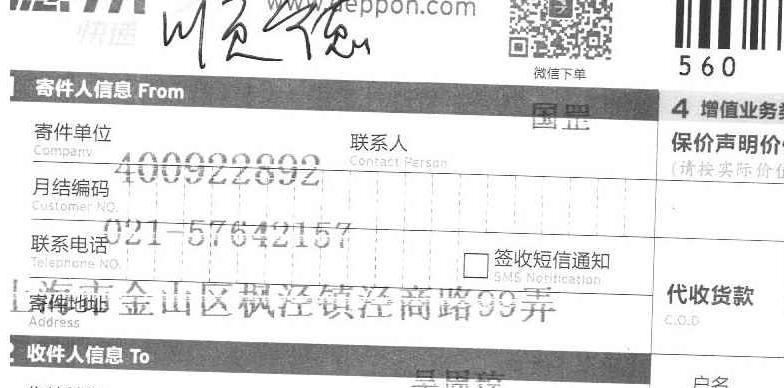 快递
顺德
www.deppon.com
微信下单
560
寄件人信息 From
国罡
4 增值业务
寄件单位
Company
联系人
Contact Person
保价声明价
(请按实际价值
400922892
月结编码
Customer NO.
021-57642157
联系电话
Telephone NO.
签收短信通知
SMS Notification
上海市金山区枫泾镇泾商路99弄
寄件地址
Address
代收货款
C.O.D
2 收件人信息 To
户名